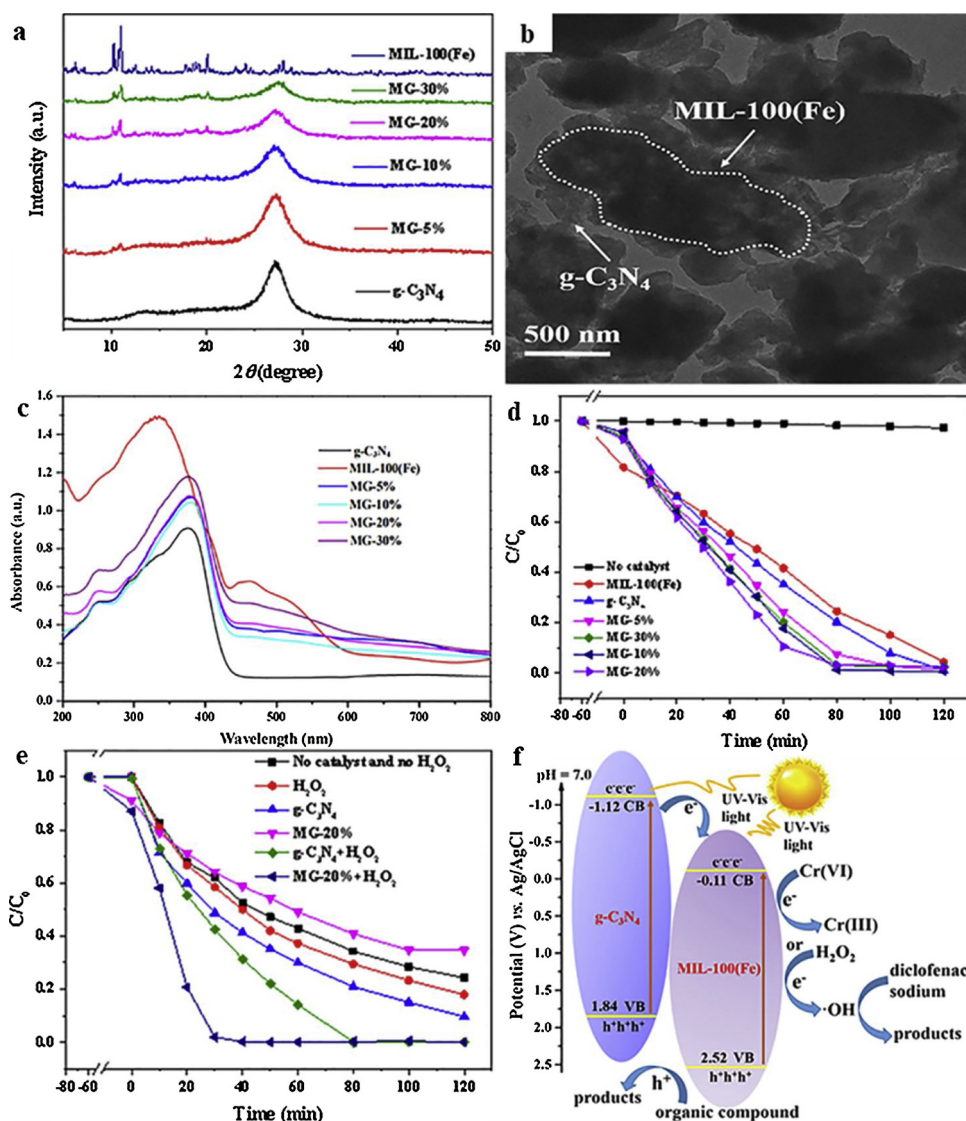 a
MIL-100(Fe)
MG-30%
MG-20%
MG-10%
MG-5%
g-C₃N₄
Intensity (a.u.)
10 20 30 40 50
2θ(degree)
b
MIL-100(Fe)
g-C₃N₄
500 nm
c
g-C₃N₄
MIL-100(Fe)
MG-5%
MG-10%
MG-20%
MG-30%
Absorbance (a.u.)
1.6
1.4
1.2
1.0
0.8
0.6
0.4
0.2
0.0
200 300 400 500 600 700 800
Wavelength (nm)
d
No catalyst
MIL-100(Fe)
g-C₃N₄
MG-5%
MG-30%
MG-10%
MG-20%
C/C₀
1.0
0.8
0.6
0.4
0.2
0.0
-80 -60 0 20 40 60 80 100 120
Time (min)
e
No catalyst and no H₂O₂
H₂O₂
g-C₃N₄
MG-20%
g-C₃N₄+H₂O₂
MG-20%+H₂O₂
C/C₀
1.0
0.8
0.6
0.4
0.2
0.0
-80 -60 0 20 40 60 80 100 120
Time (min)
f
pH = 7.0
Potential (V) vs. Ag/AgCl
-1.0
-0.5
0.0
0.5
1.0
1.5
2.0
2.5
e⁻e⁻e⁻
-1.12 CB
g-C₃N₄
1.84 VB
h⁺h⁺h⁺
e⁻
UV-Vis
light
UV-Vis
light
e⁻e⁻e⁻
-0.11 CB
MIL-100(Fe)
2.52 VB
h⁺h⁺h⁺
Cr(VI)
e⁻
Cr(III)
or
H₂O₂
e⁻
·OH
diclofenac
sodium
products
h⁺
products
organic compound